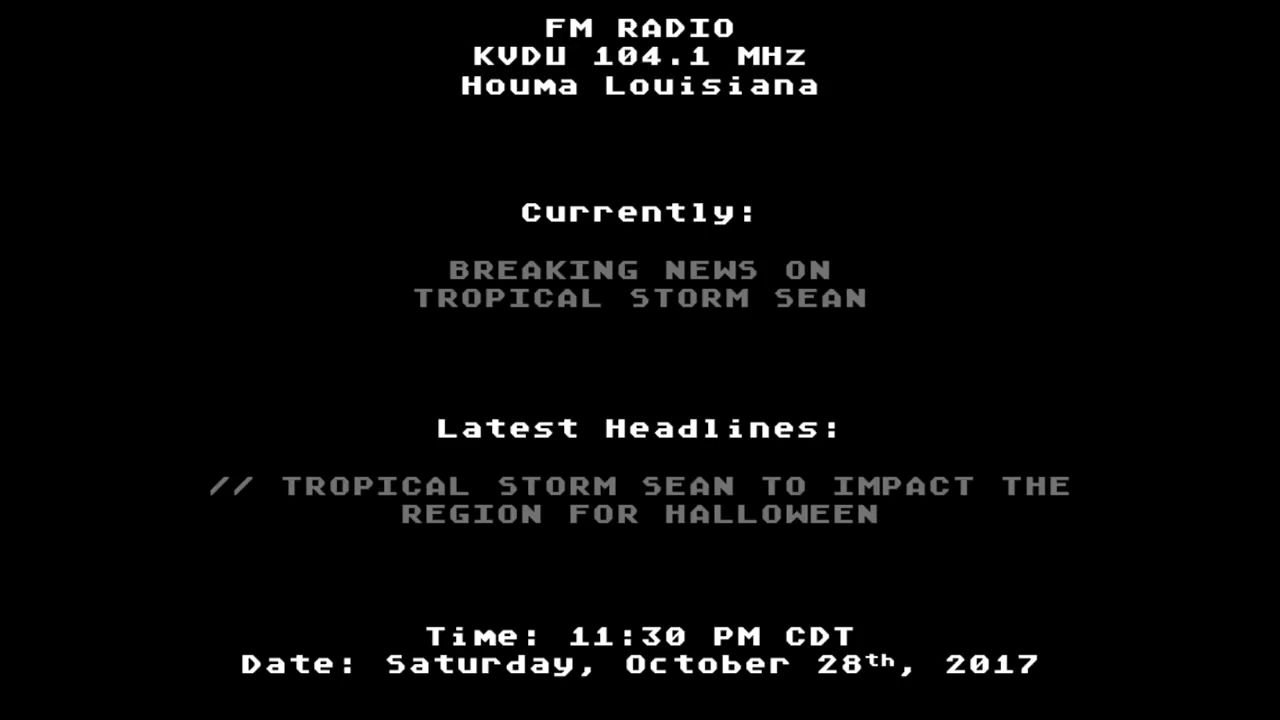 FM RADIO
KVDU 104.1 MHz
Houma Louisiana
Currently:
BREAKING NEWS ON
TROPICAL STORM SEAN
Latest Headlines:
// TROPICAL STORM SEAN TO IMPACT THE
REGION FOR HALLOWEEN
Time: 11:30 PM CDT
Date: Saturday, October 28ᵗʰ, 2017